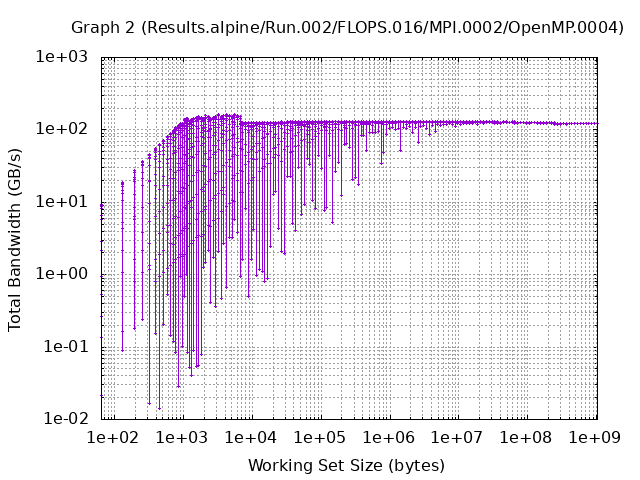 Graph 2 (Results.alpine/Run.002/FLOPS.016/MPI.0002/OpenMP.0004)
Total Bandwidth (GB/s)
1e+03
1e+02
1e+01
1e+00
1e-01
1e-02
1e+02 1e+03 1e+04 1e+05 1e+06 1e+07 1e+08 1e+09
Working Set Size (bytes)